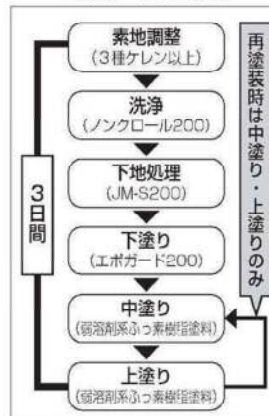 素地調整
(3種ケレン以上)
洗浄
(ノンクロール200)
下地処理
(JM-S200)
下塗り
(エポガード200)
中塗り
(弱溶剤系ふっ素樹脂塗料)
上塗り
(弱溶剤系ふっ素樹脂塗料)
3日間
再塗装時は中塗り・上塗りのみ